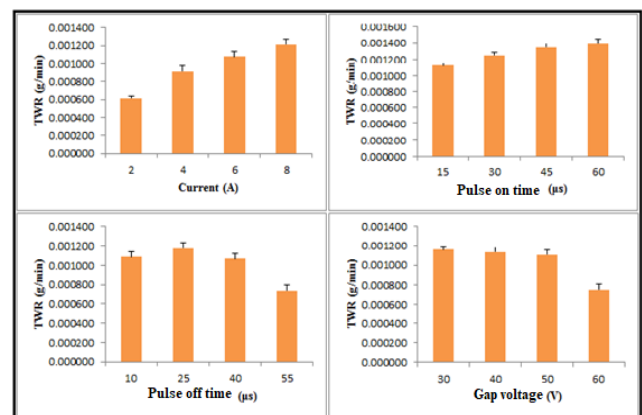 TWR (g/min)
0.001400
0.001200
0.001000
0.000800
0.000600
0.000400
0.000200
0.000000
2 4 6 8
Current (A)
TWR (g/min)
0.001600
0.001400
0.001200
0.001000
0.000800
0.000600
0.000400
0.000200
0.000000
15 30 45 60
Pulse on time (µs)
TWR (g/min)
0.001400
0.001200
0.001000
0.000800
0.000600
0.000400
0.000200
0.000000
10 25 40 55
Pulse off time (µs)
TWR (g/min)
0.001400
0.001200
0.001000
0.000800
0.000600
0.000400
0.000200
0.000000
30 40 50 60
Gap voltage (V)